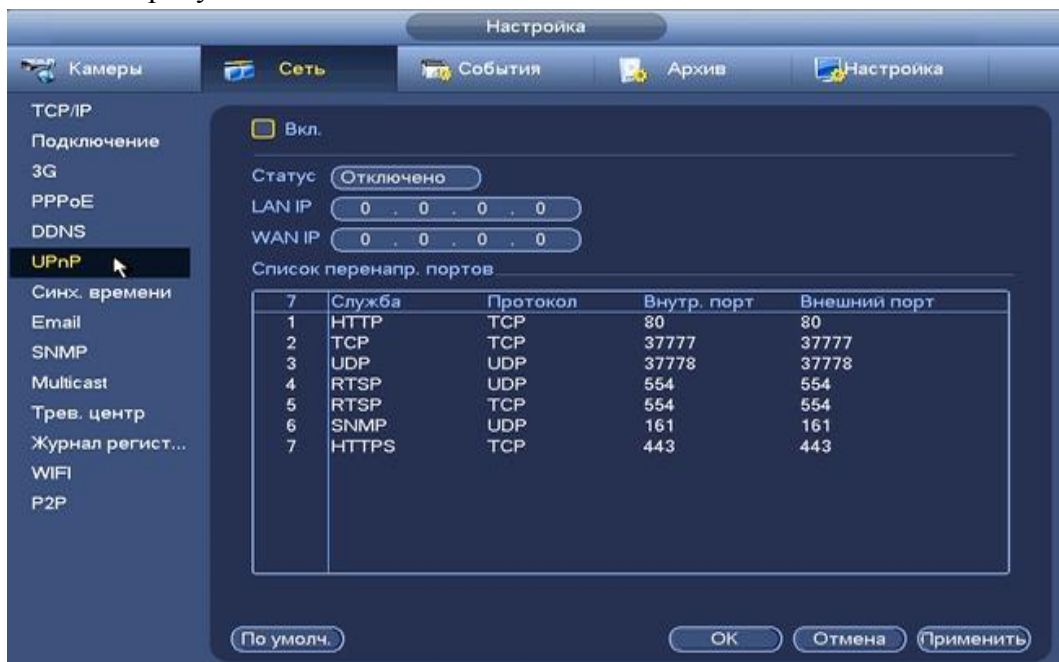 Настройка
Камеры Сеть События Архив Настройка
TCP/IP
Подключение
3G
PPPoE
DDNS
UPnP
Синх. времени
Email
SNMP
Multicast
Трев. центр
Журнал регист...
WIFI
P2P
Вкл.
Статус Отключено
LAN IP 0 . 0 . 0 . 0
WAN IP 0 . 0 . 0 . 0
Список перенапр. портов
7 Служба Протокол Внутр. порт Внешний порт
1 HTTP TCP 80 80
2 TCP TCP 37777 37777
3 UDP UDP 37778 37778
4 RTSP UDP 554 554
5 RTSP TCP 554 554
6 SNMP UDP 161 161
7 HTTPS TCP 443 443
По умолч. OK Отмена Применить